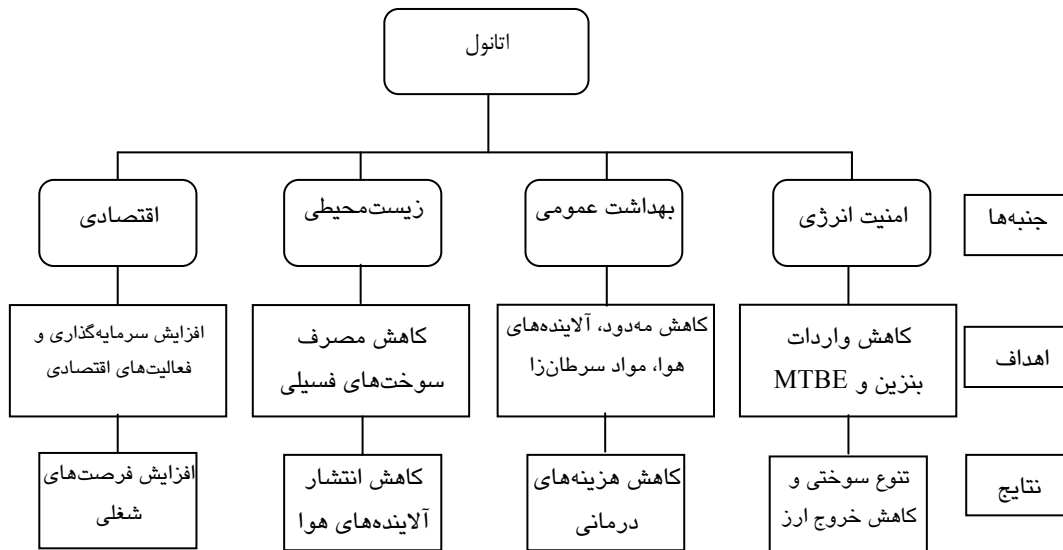 اتانول
جنبه‌ها
امنیت انرژی
بهداشت عمومی
زیست‌محیطی
اقتصادی
اهداف
کاهش واردات
بنزین و MTBE
کاهش مه‌دود، آلاینده‌های
هوا، مواد سرطان‌زا
کاهش مصرف
سوخت‌های فسیلی
افزایش سرمایه‌گذاری و
فعالیت‌های اقتصادی
نتایج
تنوع سوختی و
کاهش خروج ارز
کاهش هزینه‌های
درمانی
کاهش انتشار
آلاینده‌های هوا
افزایش فرصت‌های
شغلی